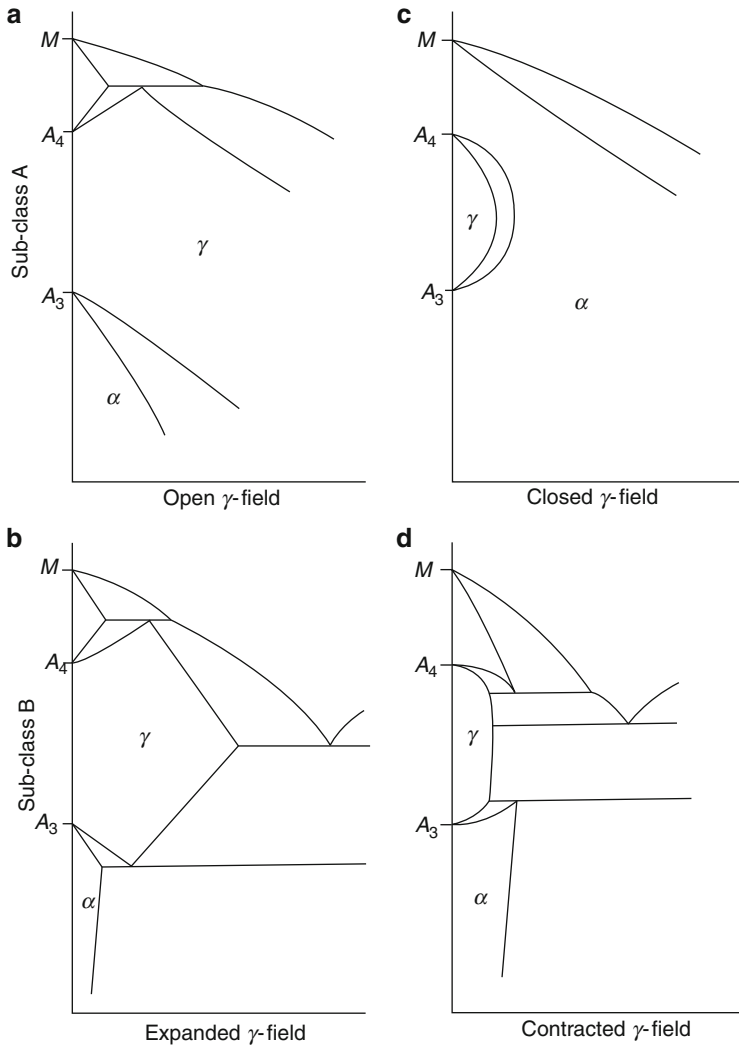 a
M
A4
Sub-class A
γ
A3
α
Open γ-field
c
M
A4
γ
A3
α
Closed γ-field
b
M
A4
Sub-class B
γ
A3
α
Expanded γ-field
d
M
A4
γ
A3
α
Contracted γ-field